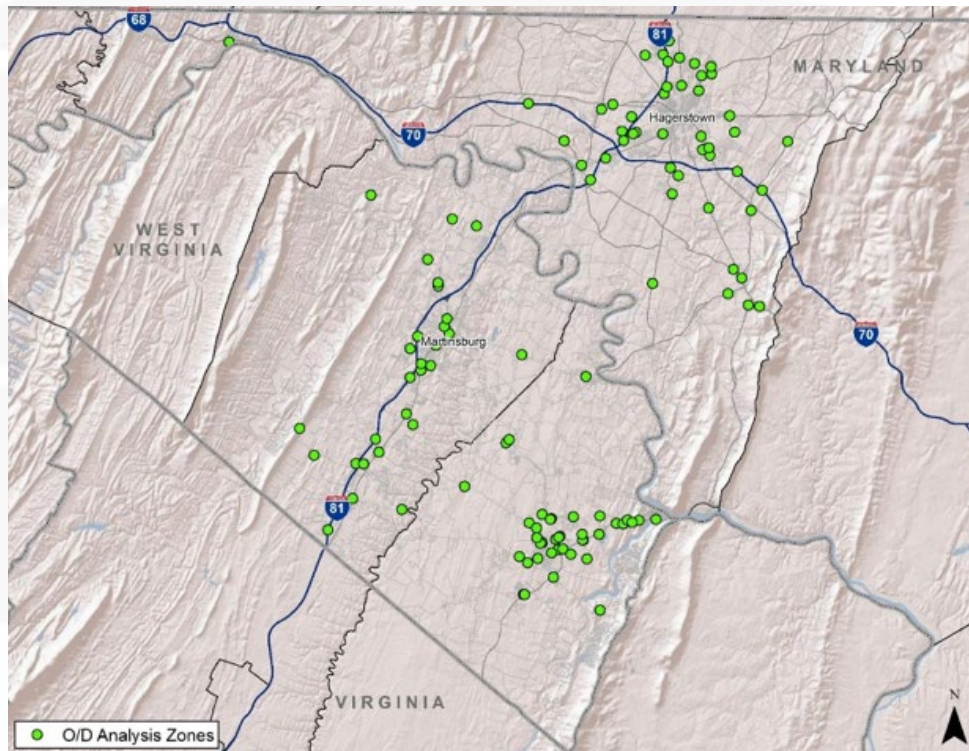 68
81
MARYLAND
Hagerstown
70
WEST
VIRGINIA
Martinsburg
70
81
VIRGINIA
N
O/D Analysis Zones